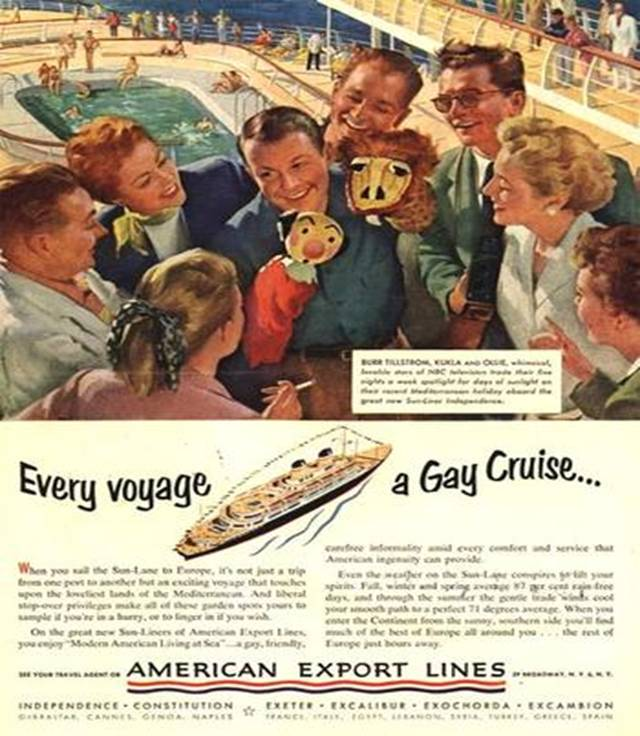 BURR TILLSTROM, KUKLA AND OLLIE, whimsical,
lovable stars of NBC television trade their five
nights a week spotlight for days of sunlight on
their recent Mediterranean holiday aboard the
great new Sun-Liner Independence.
Every voyage a Gay Cruise...
When you sail the Sun-Lane to Europe, it's not just a trip
from one port to another but an exciting voyage that touches
upon the loveliest lands of the Mediterranean. And liberal
stop-over privileges make all of these garden spots yours to
sample if you're in a hurry, or to linger in if you wish.
On the great new Sun-Liners of American Export Lines,
you enjoy "Modern American Living at Sea"—a gay, friendly,
carefree informality amid every comfort and service that
American ingenuity can provide.
Even the weather on the Sun-Lane conspires to lift your
spirits. Fall, winter and spring average 87 per cent rain-free
days, and through the summer the gentle trade winds cool
your smooth path to a perfect 71 degrees average. When you
enter the Continent from the sunny, southern side you'll find
much of the best of Europe all around you . . . the rest of
Europe just hours away.
SEE YOUR TRAVEL AGENT OR AMERICAN EXPORT LINES 39 BROADWAY, N. Y. 6, N. Y.
INDEPENDENCE • CONSTITUTION ☆ EXETER • EXCALIBUR • EXOCHORDA • EXCAMBION
GIBRALTAR, CANNES, GENOA, NAPLES FRANCE, ITALY, EGYPT, LEBANON, SYRIA, TURKEY, GREECE, SPAIN